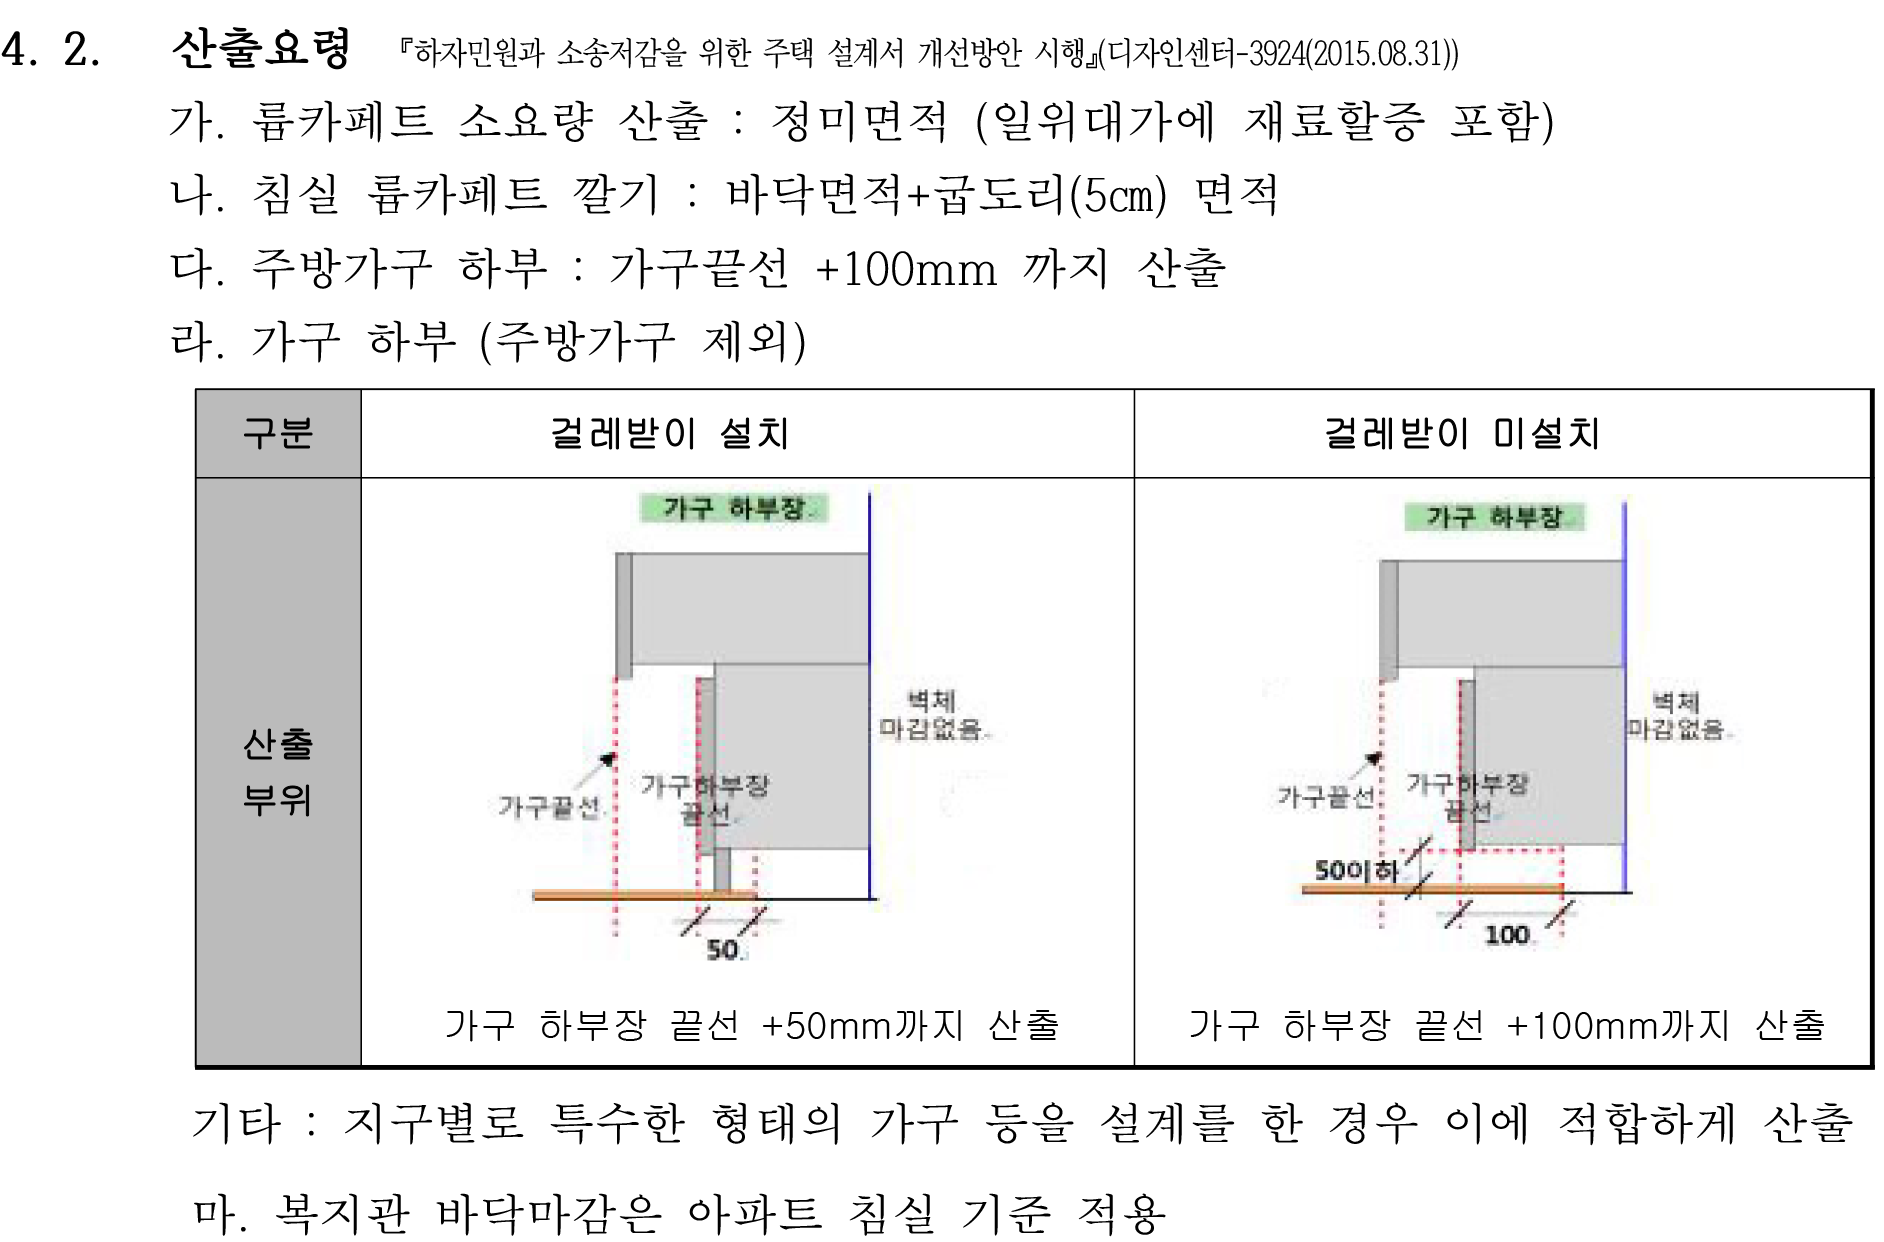 4. 2. 산출요령 『하자민원과 소송저감을 위한 주택 설계서 개선방안 시행』(디자인센터-3924(2015.08.31))
가. 륨카페트 소요량 산출 : 정미면적 (일위대가에 재료할증 포함)
나. 침실 륨카페트 깔기 : 바닥면적+굽도리(5㎝) 면적
다. 주방가구 하부 : 가구끝선 +100mm 까지 산출
라. 가구 하부 (주방가구 제외)
구분 걸레받이 설치 걸레받이 미설치
산출
부위
가구 하부장
벽체
마감없음
가구하부장
끝선
가구끝선
50
가구 하부장 끝선 +50mm까지 산출
가구 하부장
벽체
마감없음
가구하부장
끝선
가구끝선
50이하
100
가구 하부장 끝선 +100mm까지 산출
기타 : 지구별로 특수한 형태의 가구 등을 설계를 한 경우 이에 적합하게 산출
마. 복지관 바닥마감은 아파트 침실 기준 적용